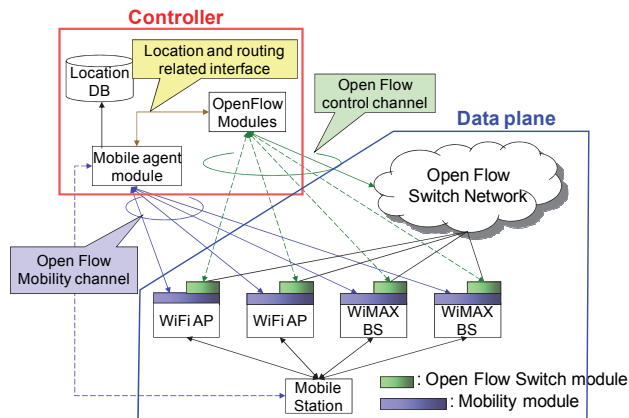 Controller
Location
DB
Location and routing
related interface
OpenFlow
Modules
Mobile agent
module
Open Flow
control channel
Data plane
Open Flow
Switch Network
Open Flow
Mobility channel
WiFi AP
WiFi AP
WiMAX
BS
WiMAX
BS
Mobile
Station
: Open Flow Switch module
: Mobility module